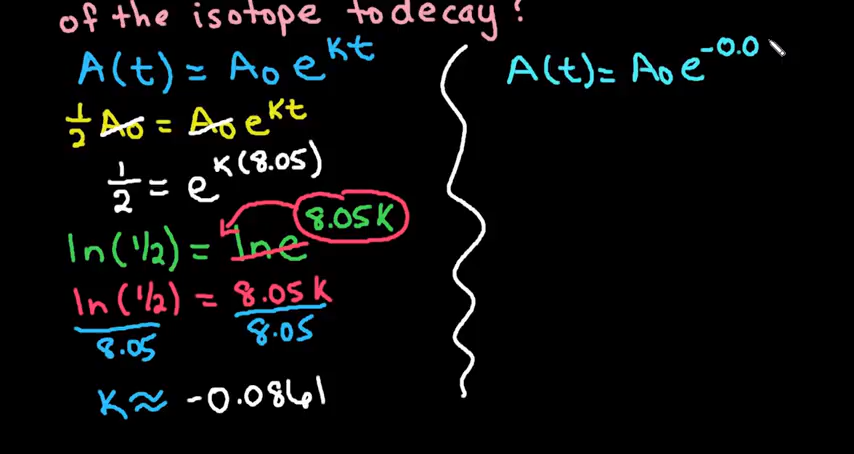 of the isotope to decay?
A(t) = A₀ e^{kt}
½ A₀ = A₀ e^{kt}
½ = e^{k(8.05)}
ln(1/2) = ln e 8.05k
ln(1/2) = 8.05k
8.05 8.05
k ≈ -0.0861
A(t) = A₀ e^{-0.0